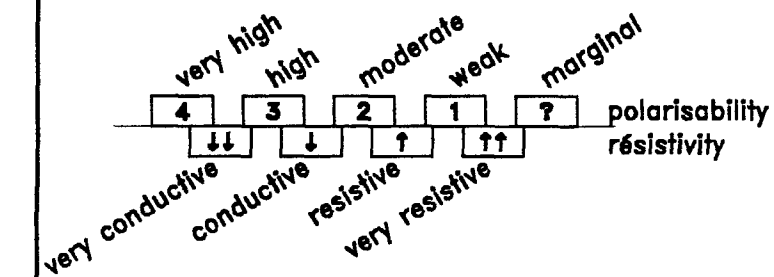 very high
high
moderate
weak
marginal
4 3 2 1 ? polarisability
↓↓ ↓ ↑ ↑↑ résistivity
very conductive
conductive
resistive
very resistive